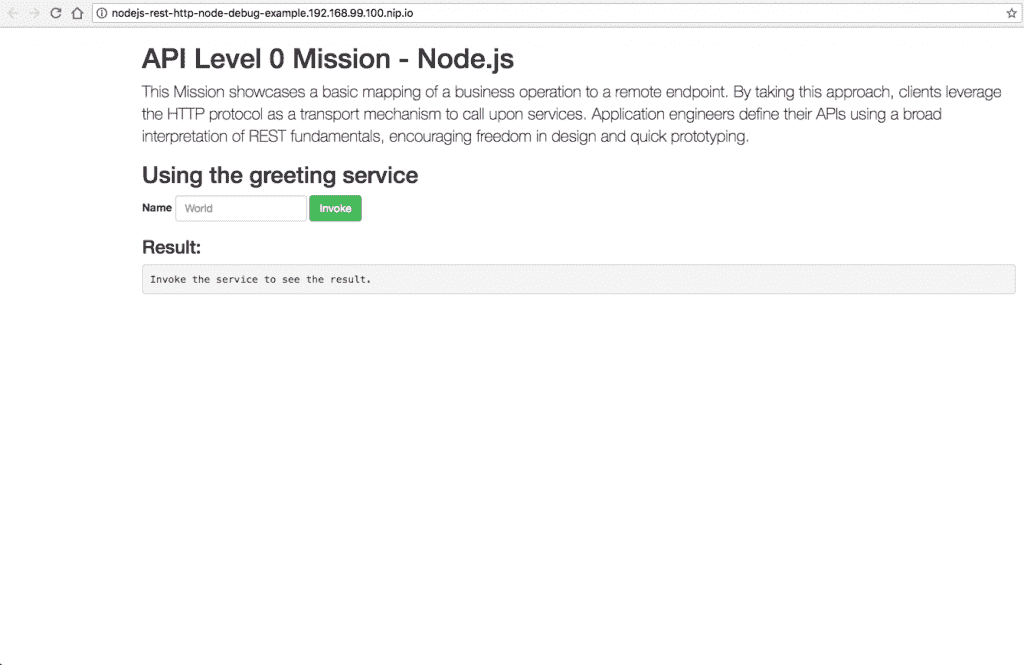 nodejs-rest-http-node-debug-example.192.168.99.100.nip.io
API Level 0 Mission - Node.js
This Mission showcases a basic mapping of a business operation to a remote endpoint. By taking this approach, clients leverage
the HTTP protocol as a transport mechanism to call upon services. Application engineers define their APIs using a broad
interpretation of REST fundamentals, encouraging freedom in design and quick prototyping.
Using the greeting service
Name World Invoke
Result:
Invoke the service to see the result.